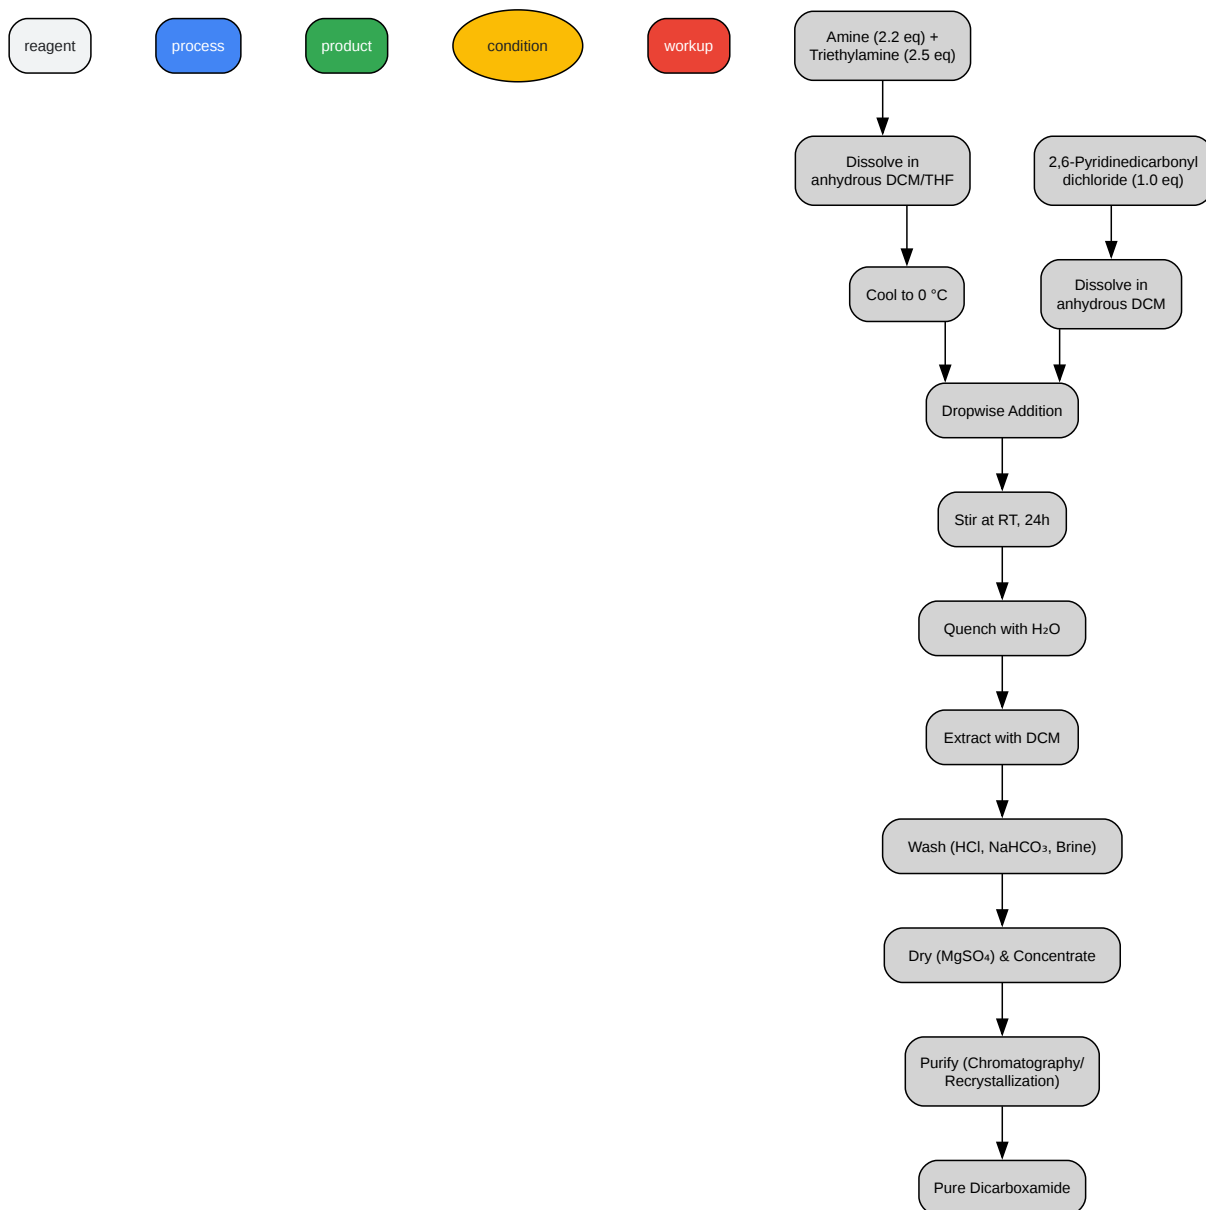 reagent
process
product
condition
workup
Amine (2.2 eq) +
Triethylamine (2.5 eq)
Dissolve in
anhydrous DCM/THF
2,6-Pyridinedicarbonyl
dichloride (1.0 eq)
Cool to 0 °C
Dissolve in
anhydrous DCM
Dropwise Addition
Stir at RT, 24h
Quench with H₂O
Extract with DCM
Wash (HCl, NaHCO₃, Brine)
Dry (MgSO₄) & Concentrate
Purify (Chromatography/
Recrystallization)
Pure Dicarboxamide